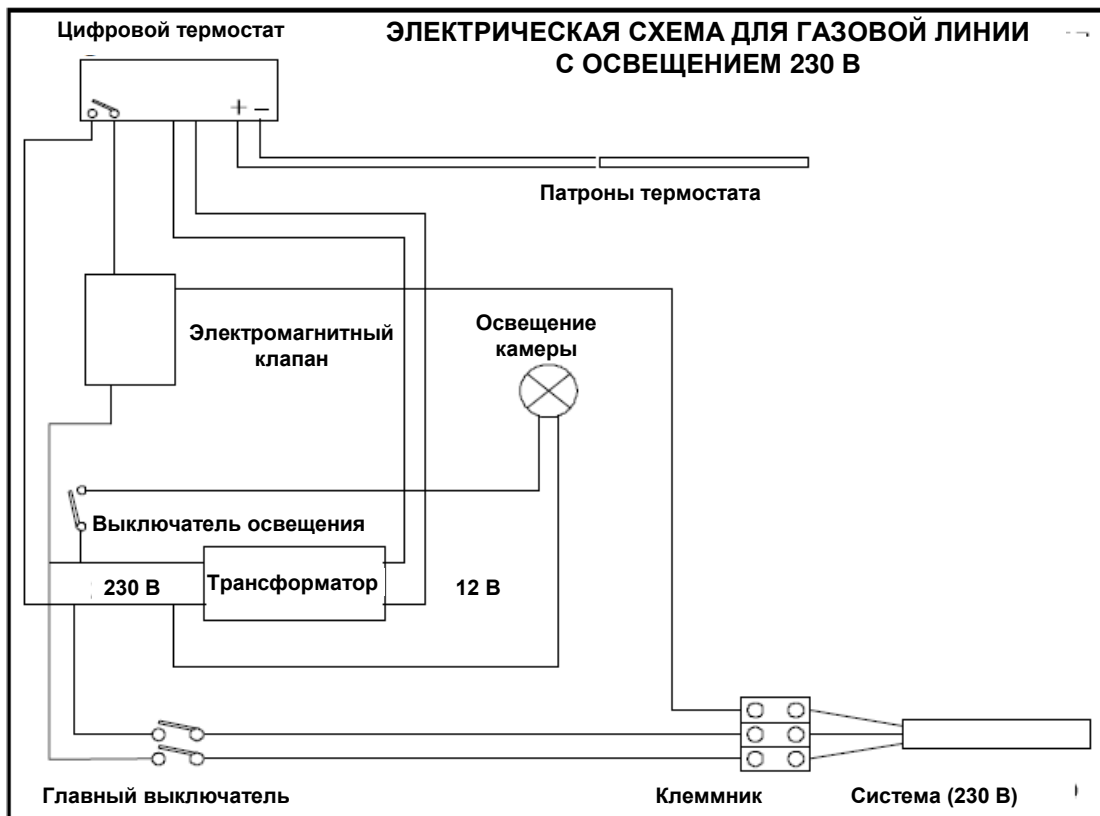 Цифровой термостат
ЭЛЕКТРИЧЕСКАЯ СХЕМА ДЛЯ ГАЗОВОЙ ЛИНИИ
С ОСВЕЩЕНИЕМ 230 В
+ −
Патроны термостата
Электромагнитный
клапан
Освещение
камеры
Выключатель освещения
230 В
Трансформатор
12 В
Главный выключатель
Клеммник
Система (230 В)